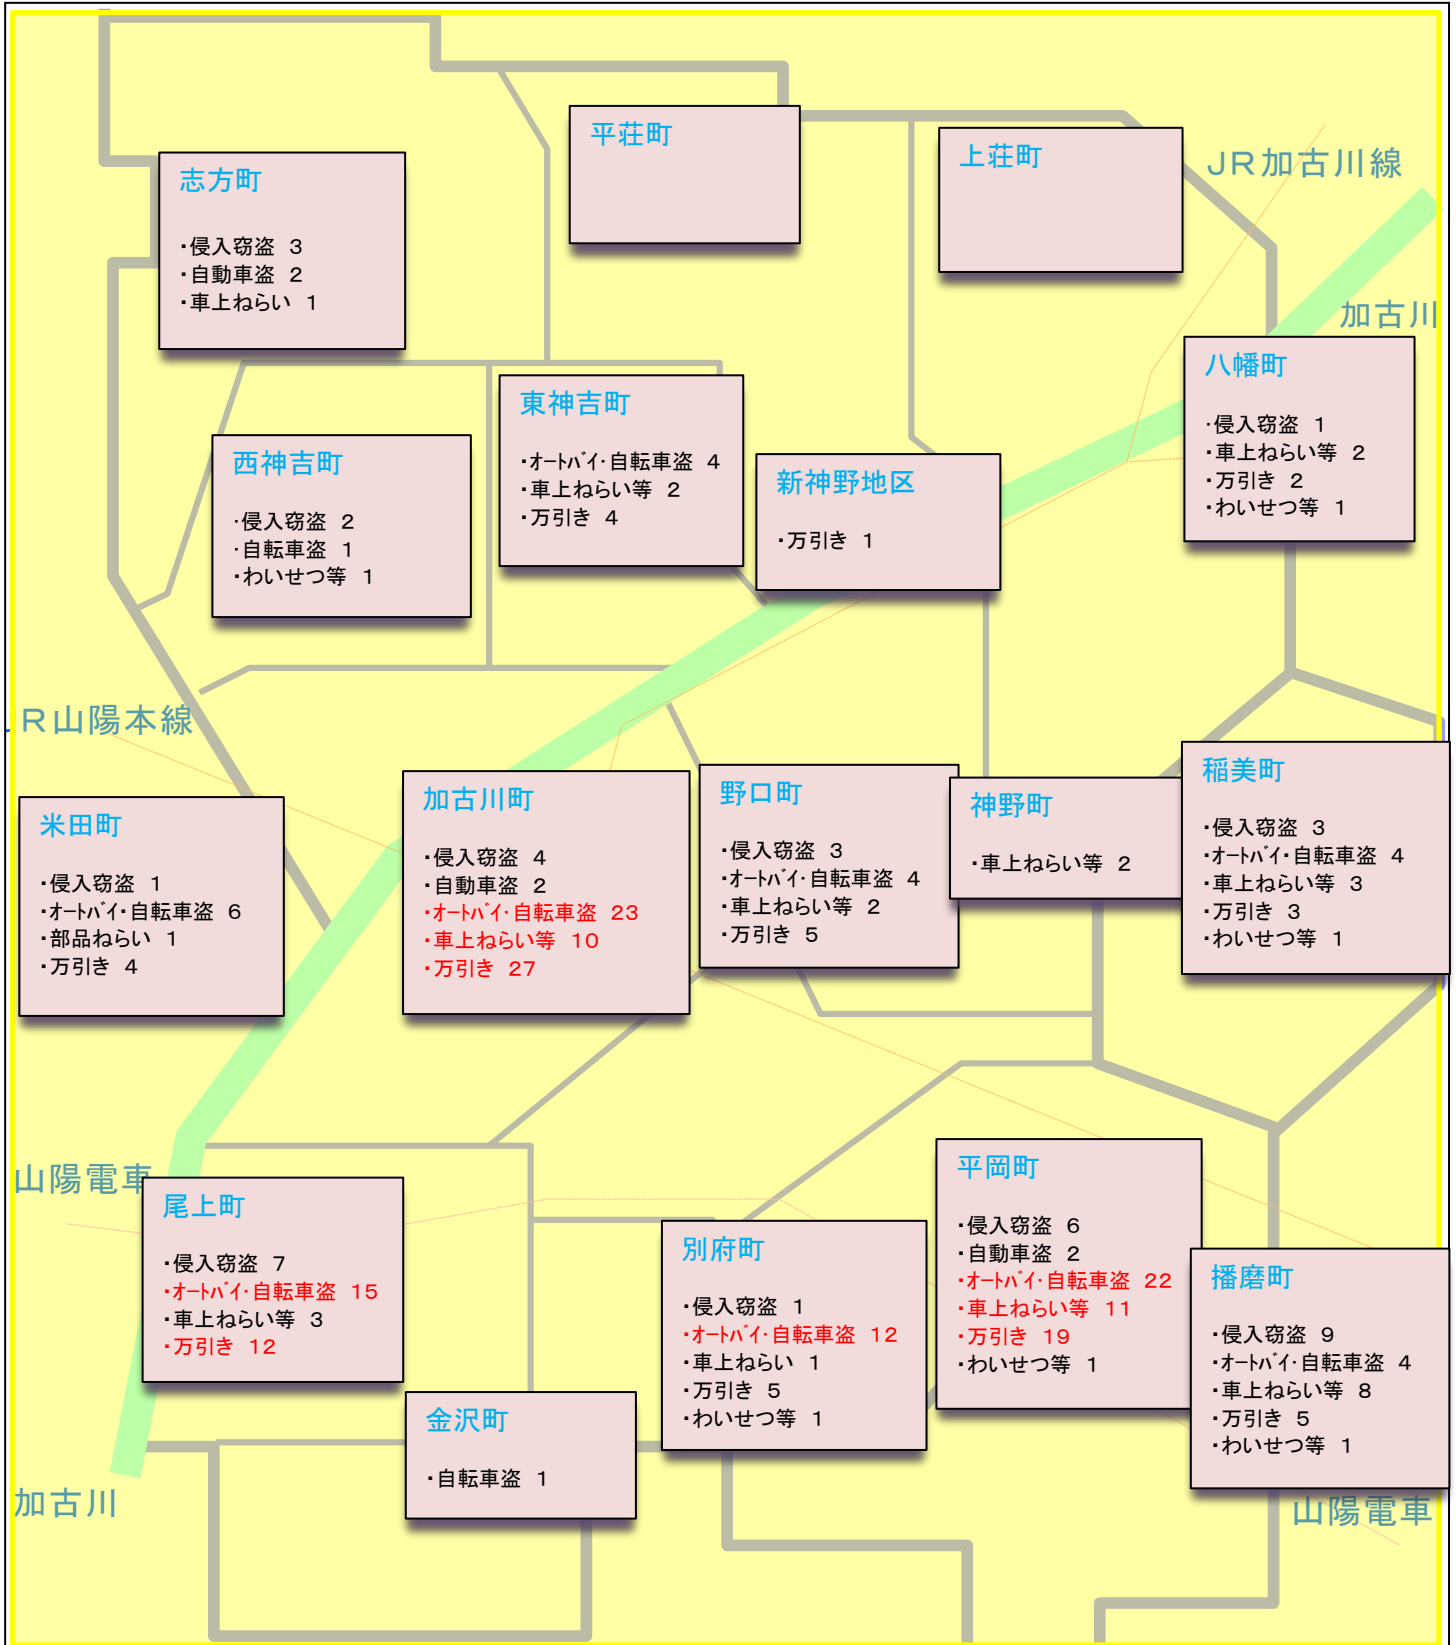 平荘町
上荘町
JR加古川線
志方町
・侵入窃盗 3
・自動車盗 2
・車上ねらい 1
加古川
八幡町
・侵入窃盗 1
・車上ねらい等 2
・万引き 2
・わいせつ等 1
東神吉町
・オートバイ・自転車盗 4
・車上ねらい等 2
・万引き 4
西神吉町
・侵入窃盗 2
・自転車盗 1
・わいせつ等 1
新神野地区
・万引き 1
JR山陽本線
米田町
・侵入窃盗 1
・オートバイ・自転車盗 6
・部品ねらい 1
・万引き 4
加古川町
・侵入窃盗 4
・自動車盗 2
・オートバイ・自転車盗 23
・車上ねらい等 10
・万引き 27
野口町
・侵入窃盗 3
・オートバイ・自転車盗 4
・車上ねらい等 2
・万引き 5
神野町
・車上ねらい等 2
稲美町
・侵入窃盗 3
・オートバイ・自転車盗 4
・車上ねらい等 3
・万引き 3
・わいせつ等 1
山陽電車
尾上町
・侵入窃盗 7
・オートバイ・自転車盗 15
・車上ねらい等 3
・万引き 12
別府町
・侵入窃盗 1
・オートバイ・自転車盗 12
・車上ねらい 1
・万引き 5
・わいせつ等 1
平岡町
・侵入窃盗 6
・自動車盗 2
・オートバイ・自転車盗 22
・車上ねらい等 11
・万引き 19
・わいせつ等 1
播磨町
・侵入窃盗 9
・オートバイ・自転車盗 4
・車上ねらい等 8
・万引き 5
・わいせつ等 1
金沢町
・自転車盗 1
加古川
山陽電車